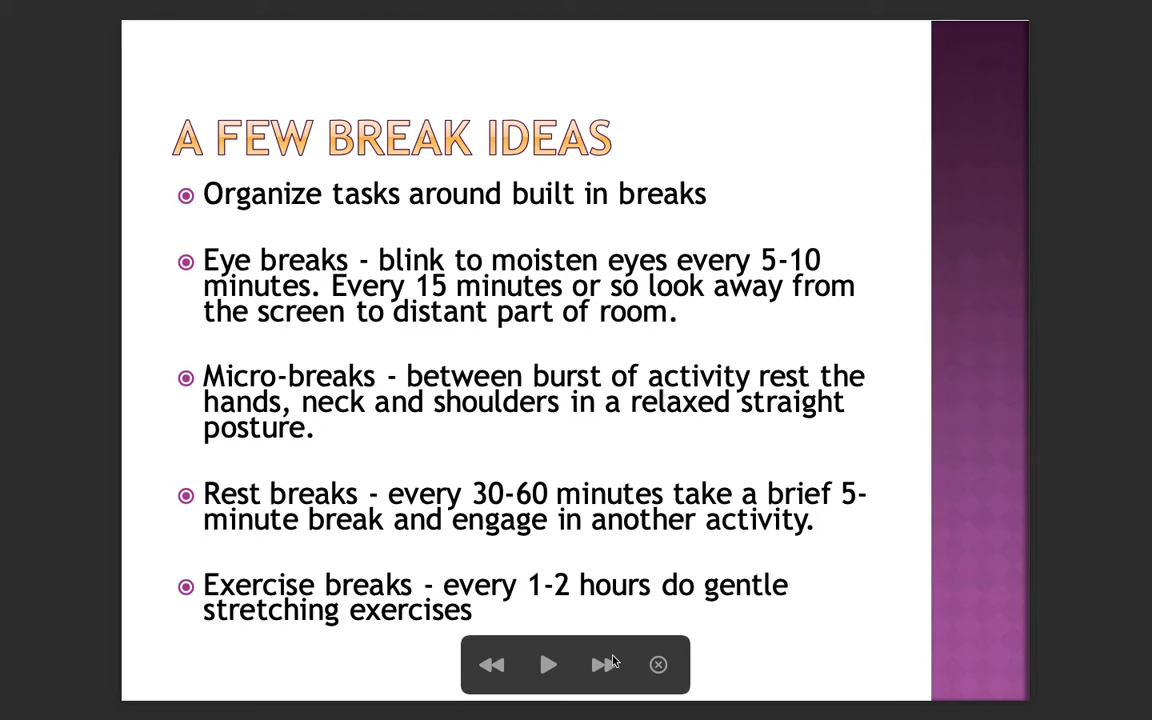 A FEW BREAK IDEAS
Organize tasks around built in breaks
Eye breaks - blink to moisten eyes every 5-10
minutes. Every 15 minutes or so look away from
the screen to distant part of room.
Micro-breaks - between burst of activity rest the
hands, neck and shoulders in a relaxed straight
posture.
Rest breaks - every 30-60 minutes take a brief 5-
minute break and engage in another activity.
Exercise breaks - every 1-2 hours do gentle
stretching exercises